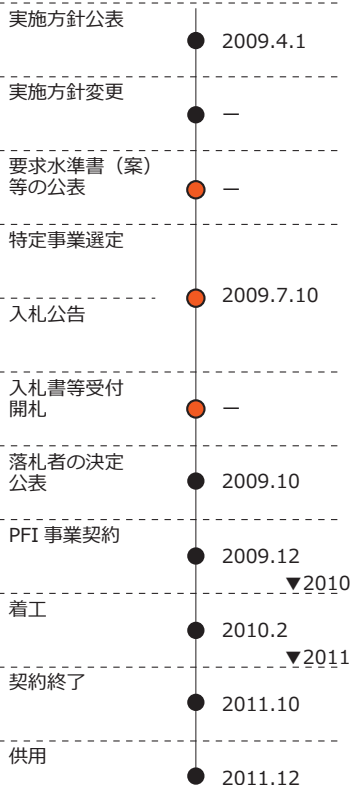 実施方針公表
2009.4.1
実施方針変更
―
要求水準書（案）
等の公表
―
特定事業選定
2009.7.10
入札公告
入札書等受付
開札
―
落札者の決定
公表
2009.10
PFI 事業契約
2009.12
▼2010
着工
2010.2
▼2011
契約終了
2011.10
供用
2011.12